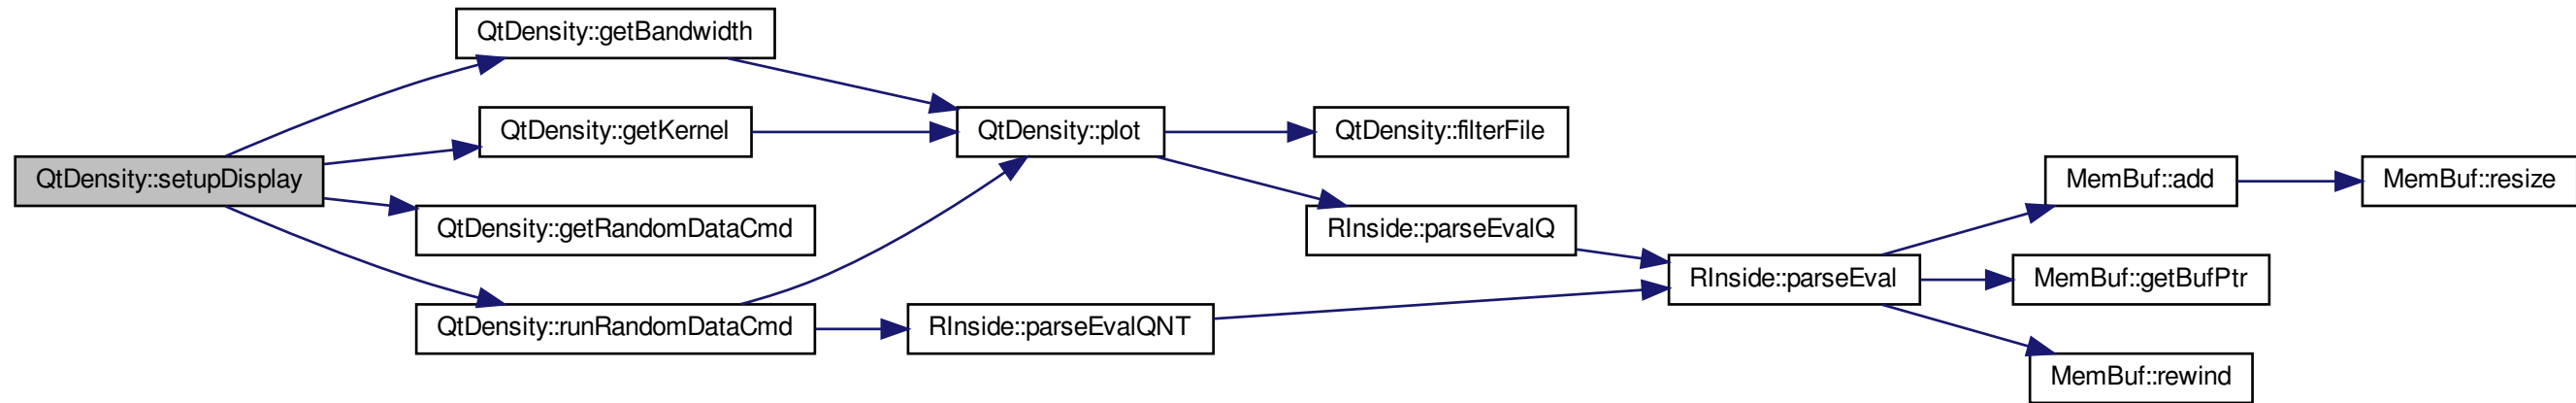 QtDensity::setupDisplay
QtDensity::getBandwidth
QtDensity::getKernel
QtDensity::getRandomDataCmd
QtDensity::runRandomDataCmd
QtDensity::plot
RInside::parseEvalQNT
QtDensity::filterFile
RInside::parseEvalQ
RInside::parseEval
MemBuf::add
MemBuf::getBufPtr
MemBuf::rewind
MemBuf::resize